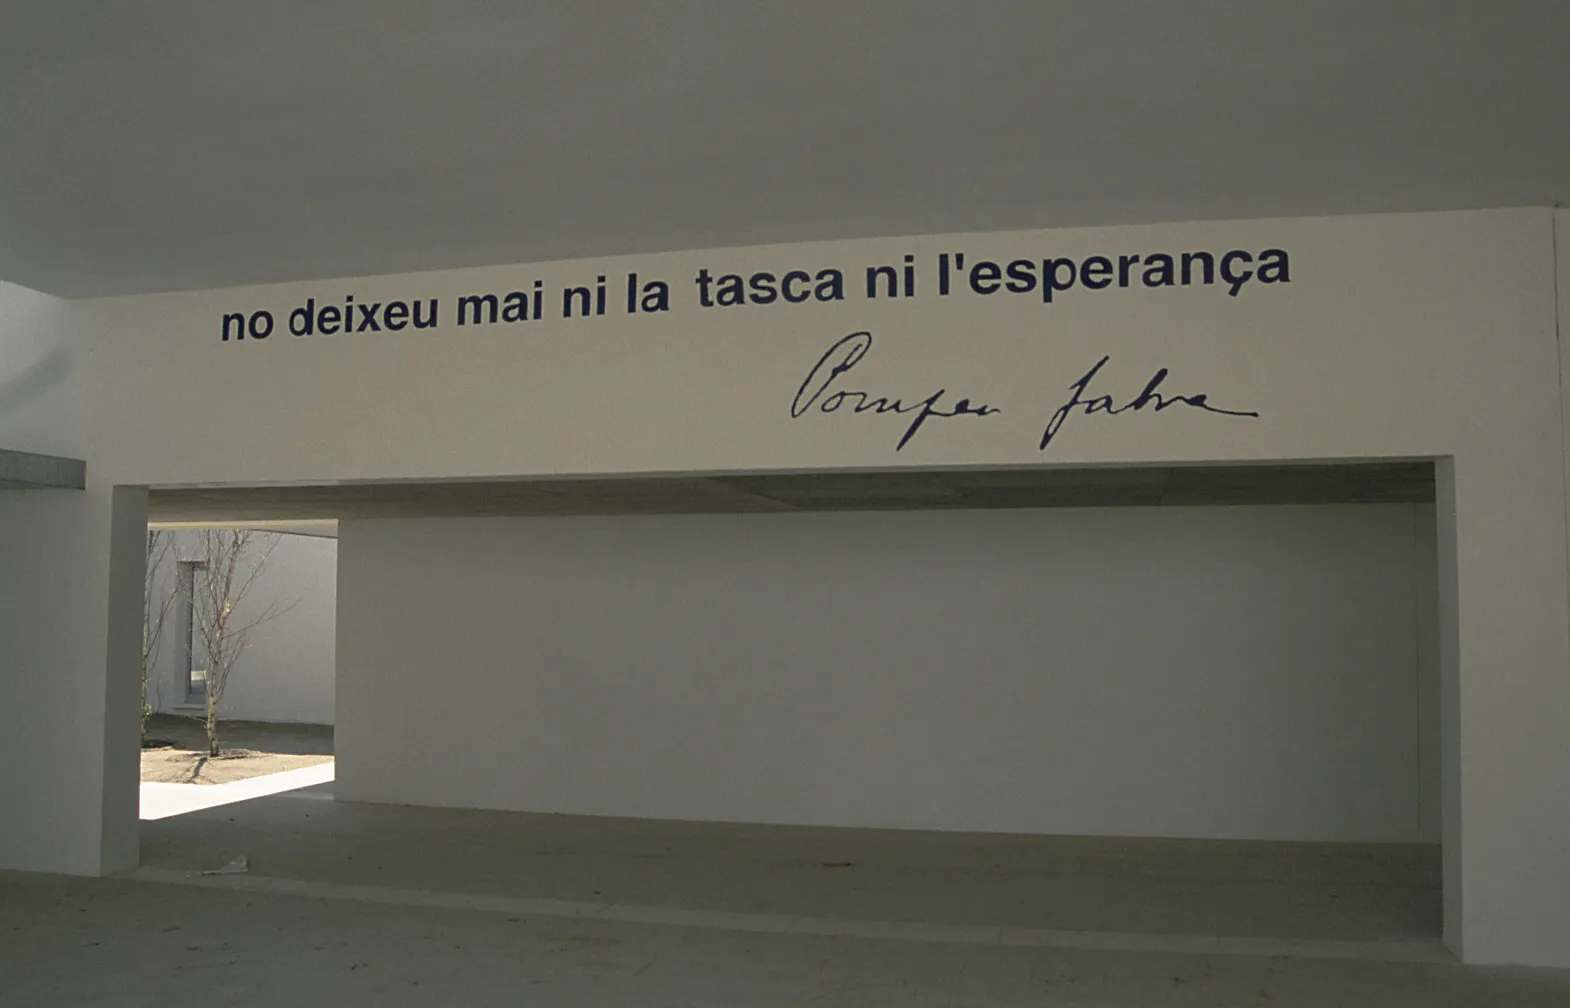 no deixeu mai ni la tasca ni l'esperança
Pompeu Fabra